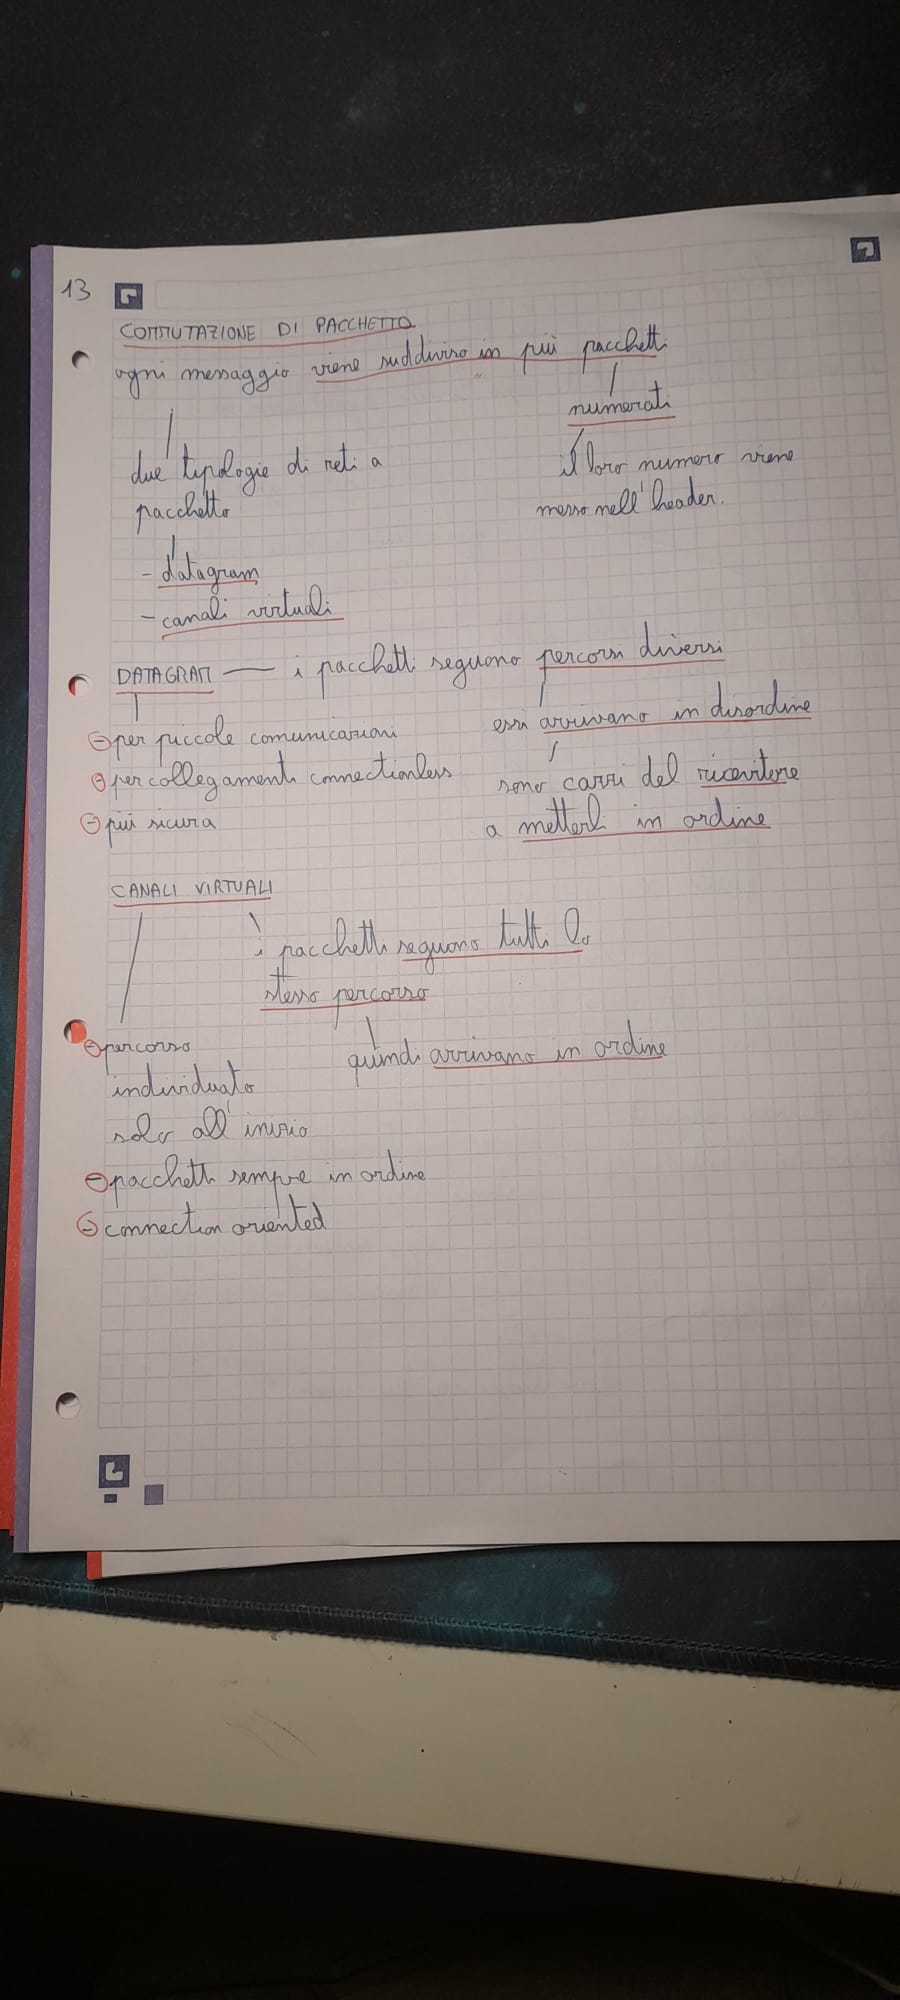 13
COMMUTAZIONE DI PACCHETTO
ogni messaggio viene suddiviso in più pacchetti
numerati
il loro numero viene
messo nell'header.
due tipologie di reti a
pacchetto
- datagram
- canali virtuali
DATAGRAM — i pacchetti seguono percorsi diversi
essi arrivano in disordine
sono cazzi del ricevitore
a metterli in ordine
per piccole comunicazioni
per collegamenti connectionless
più sicura
CANALI VIRTUALI
i pacchetti seguono tutti lo
stesso percorso
quindi arrivano in ordine
percorso
individuato
solo all'inizio
pacchetti sempre in ordine
connection oriented